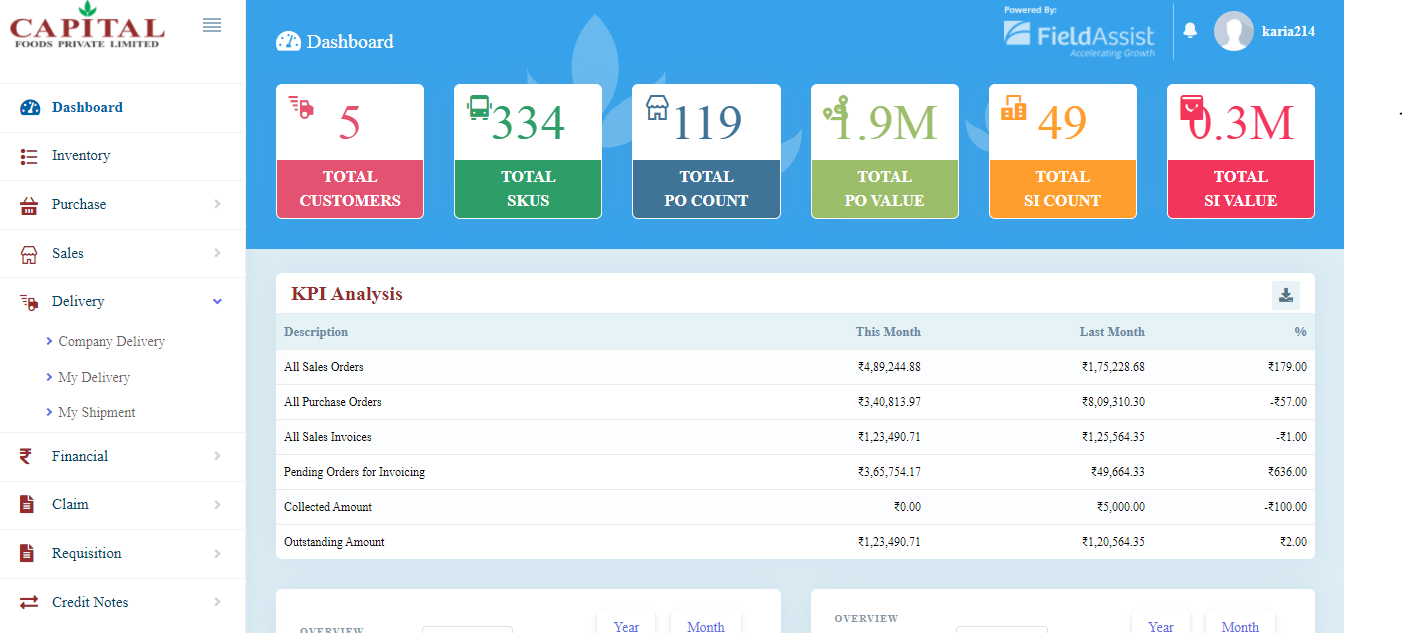 CAPITAL
FOODS PRIVATE LIMITED
Dashboard
Inventory
Purchase
Sales
Delivery
Company Delivery
My Delivery
My Shipment
Financial
Claim
Requisition
Credit Notes
Dashboard
Powered By:
FieldAssist
Accelerating Growth
karia214
5
TOTAL
CUSTOMERS
334
TOTAL
SKUS
119
TOTAL
PO COUNT
1.9M
TOTAL
PO VALUE
49
TOTAL
SI COUNT
0.3M
TOTAL
SI VALUE
KPI Analysis
Description This Month Last Month %
All Sales Orders ₹4,89,244.88 ₹1,75,228.68 ₹179.00
All Purchase Orders ₹3,40,813.97 ₹8,09,310.30 -₹57.00
All Sales Invoices ₹1,23,490.71 ₹1,25,564.35 -₹1.00
Pending Orders for Invoicing ₹3,65,754.17 ₹49,664.33 ₹636.00
Collected Amount ₹0.00 ₹5,000.00 -₹100.00
Outstanding Amount ₹1,23,490.71 ₹1,20,564.35 ₹2.00
OVERVIEW
Year Month
OVERVIEW
Year Month